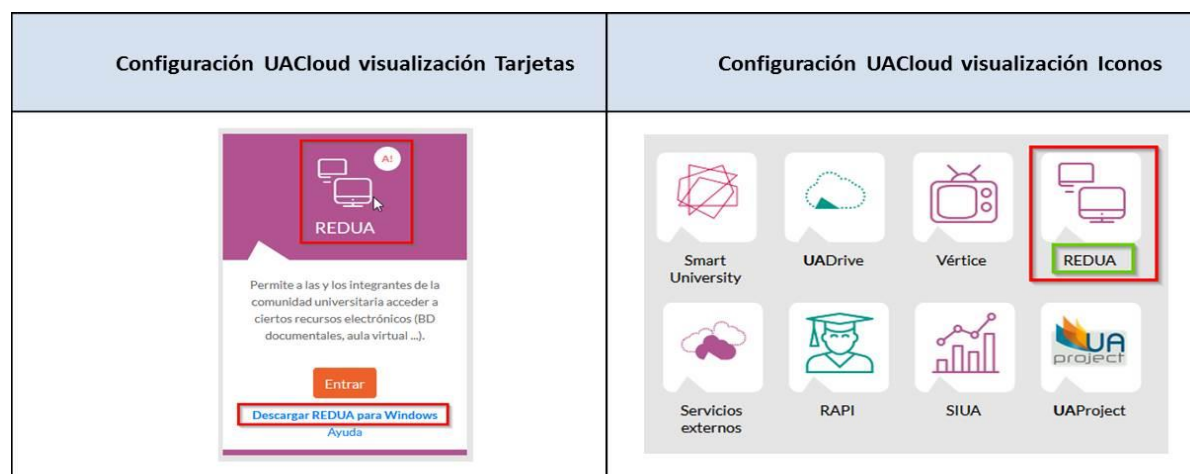 Configuración UACloud visualización Tarjetas
Configuración UACloud visualización Iconos
A!
REDUA
Permite a las y los integrantes de la
comunidad universitaria acceder a
ciertos recursos electrónicos (BD
documentales, aula virtual ...).
Entrar
Descargar REDUA para Windows
Ayuda
Smart
University
UADrive
Vértice
REDUA
UA
project
Servicios
externos
RAPI
SIUA
UAProject